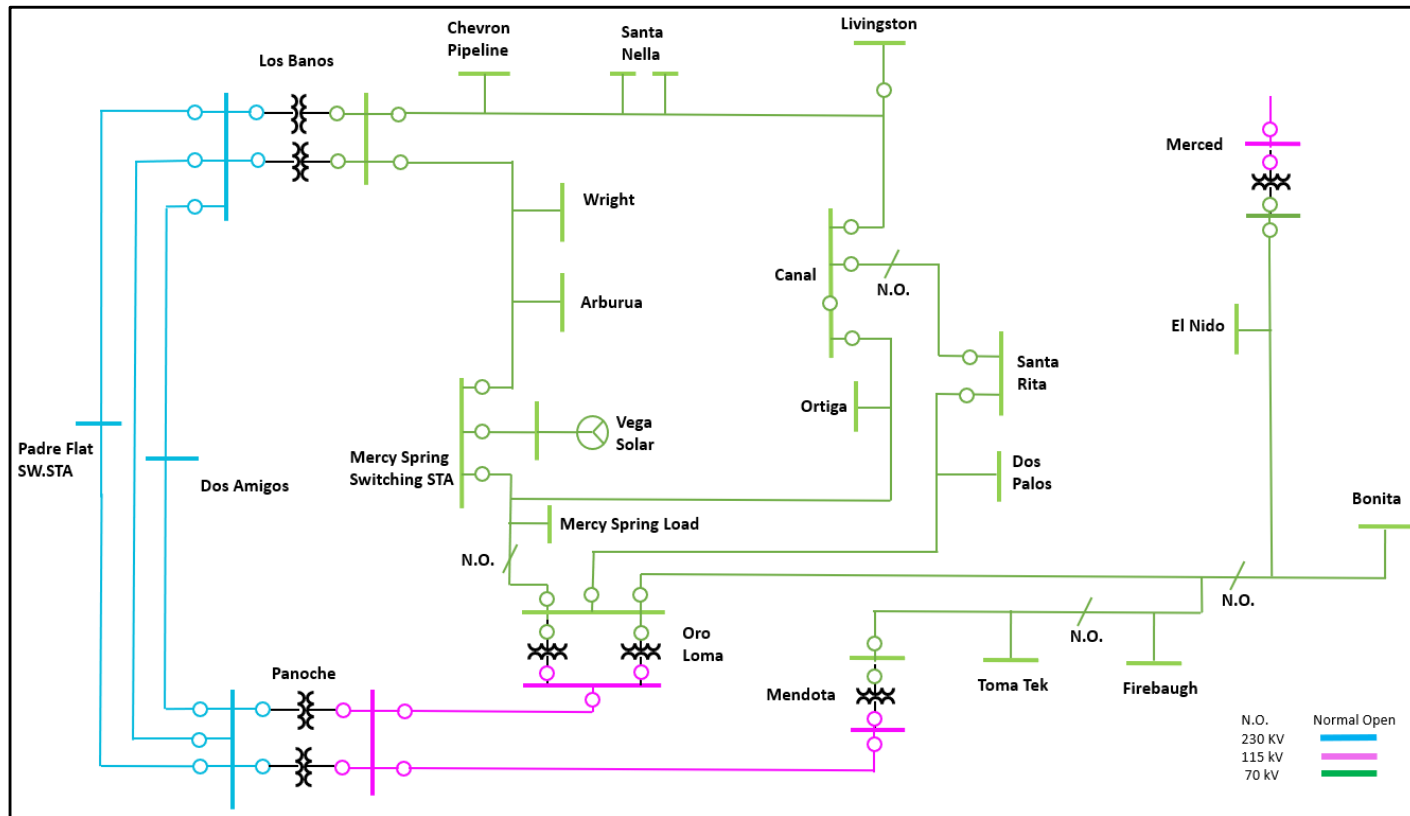 Chevron
Pipeline
Santa
Nella
Livingston
Los Banos
Merced
Wright
Canal
N.O.
Arburua
El Nido
Santa
Rita
Ortiga
Vega
Solar
Padre Flat
SW.STA
Mercy Spring
Switching STA
Dos Amigos
Dos
Palos
Bonita
Mercy Spring Load
N.O.
N.O.
N.O.
Oro
Loma
Panoche
Mendota
Toma Tek
Firebaugh
N.O. Normal Open
230 KV
115 kV
70 kV